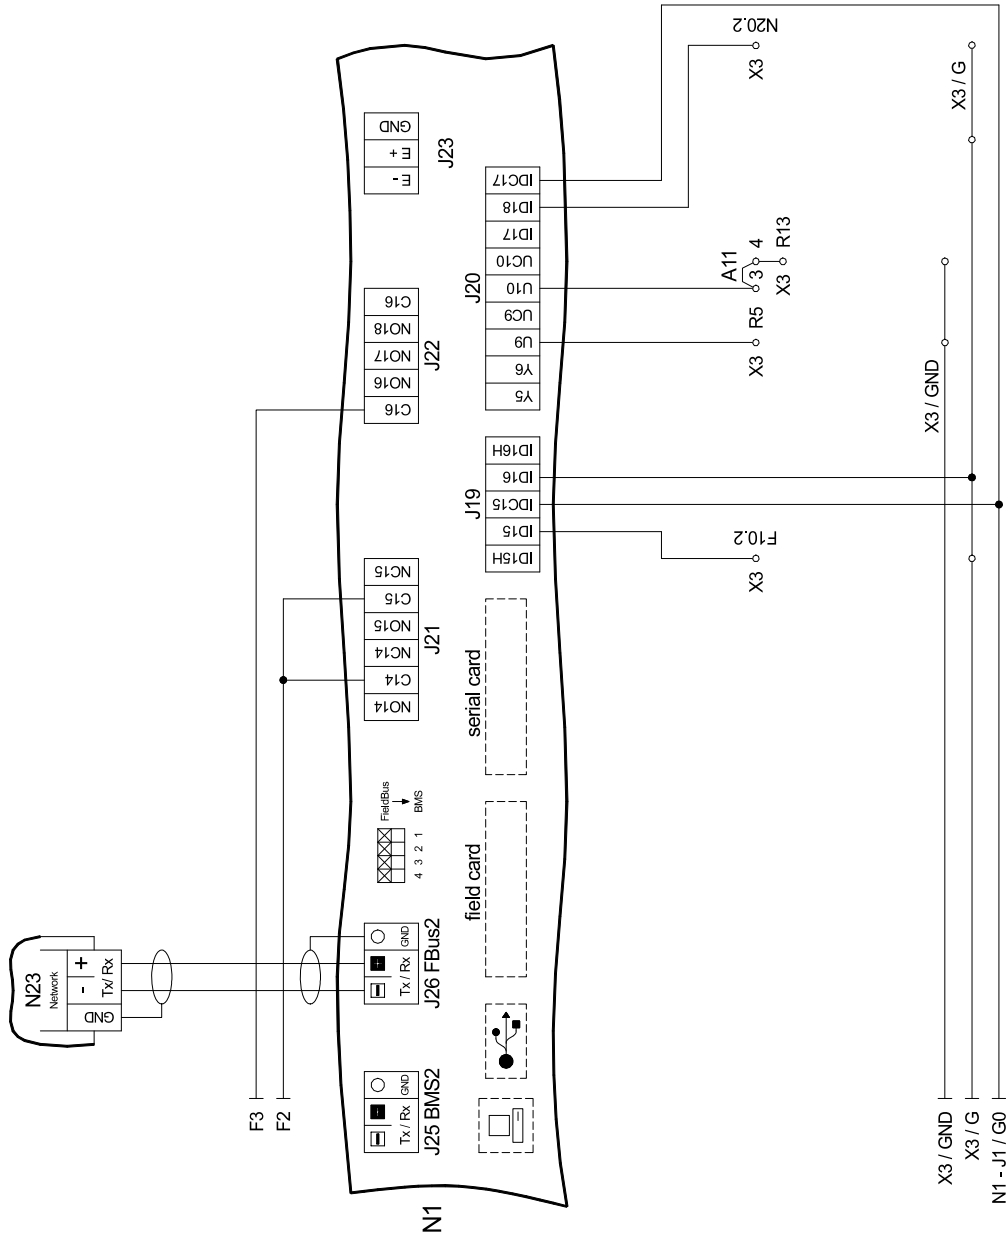 N23
Network
- +
GND Tx/ Rx
F3
F2
Tx/ Rx GND
J25 BMS2
Tx/ Rx GND
J26 FBus2
FieldBus
BMS
4 3 2 1
NO14 C14 NC14 NO15 C15 NC15
J21
C16 NO16 NO17 NO18 C16
J22
E- E+ GND
J23
N1
field card
serial card
J19
ID15H ID15 IDC15 ID16 ID16H
J20
Y5 Y6 U9 UC9 U10 UC10 ID17 ID18 IDC17
A11
3 4
X3 F10.2
X3 R5
X3 R13
X3 N20.2
X3 / GND
X3 / GND
X3 / G
X3 / G
N1 - J1 / G0